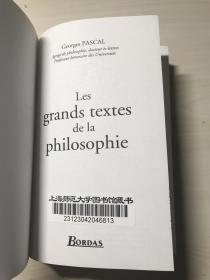 Georges PASCAL
Agrégé de philosophie, docteur ès lettres
Professeur honoraire des Universités
Les
grands textes
de la
philosophie
上海师范大学图书馆藏书
23123042046813
BORDAS